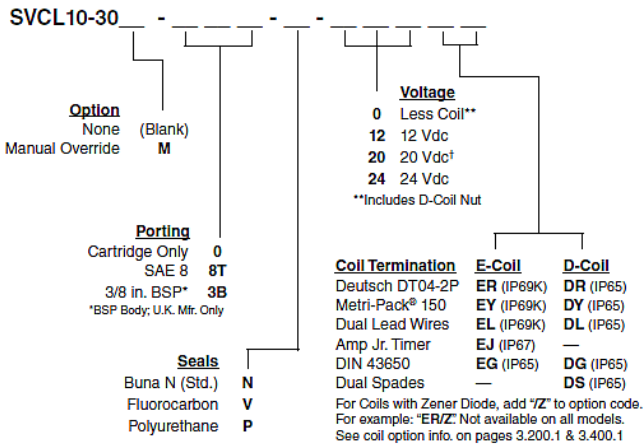 SVCL10-30__ - __ __ __ - __ - __ __ __ __ __
Option
None (Blank)
Manual Override M
Voltage
0 Less Coil**
12 12 Vdc
20 20 Vdc†
24 24 Vdc
**Includes D-Coil Nut
Porting
Cartridge Only 0
SAE 8 8T
3/8 in. BSP* 3B
*BSP Body; U.K. Mfr. Only
Seals
Buna N (Std.) N
Fluorocarbon V
Polyurethane P
Coil Termination E-Coil D-Coil
Deutsch DT04-2P ER (IP69K) DR (IP65)
Metri-Pack® 150 EY (IP69K) DY (IP65)
Dual Lead Wires EL (IP69K) DL (IP65)
Amp Jr. Timer EJ (IP67) —
DIN 43650 EG (IP65) DG (IP65)
Dual Spades — DS (IP65)
For Coils with Zener Diode, add "/Z" to option code.
For example: "ER/Z". Not available on all models.
See coil option info. on pages 3.200.1 & 3.400.1